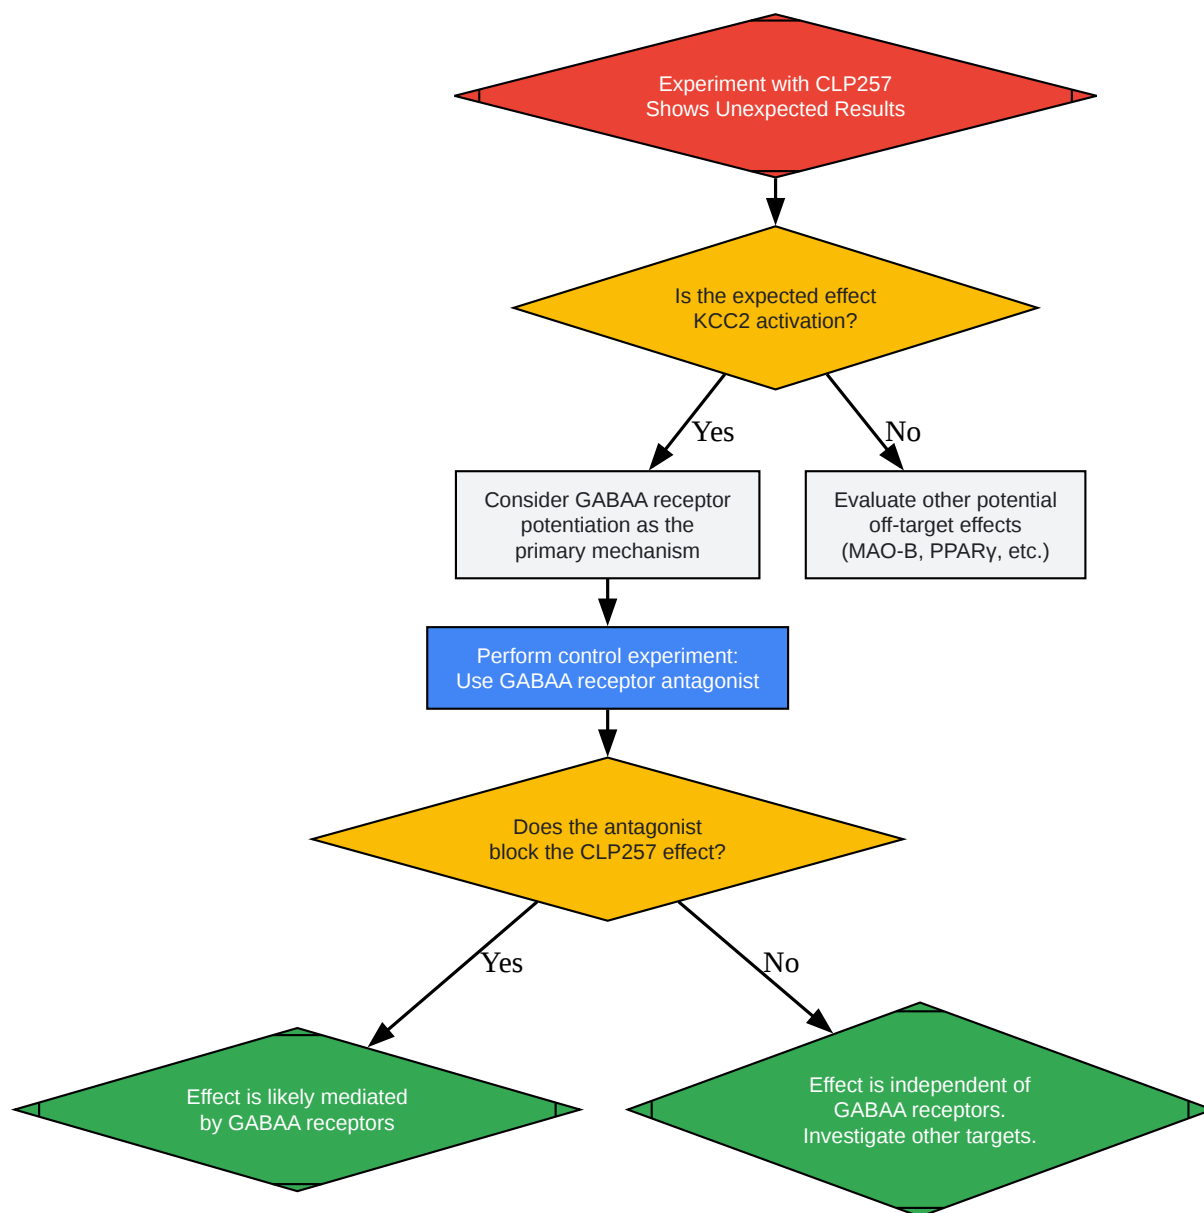 Experiment with CLP257
Shows Unexpected Results
Is the expected effect
KCC2 activation?
Yes
No
Consider GABAA receptor
potentiation as the
primary mechanism
Evaluate other potential
off-target effects
(MAO-B, PPARγ, etc.)
Perform control experiment:
Use GABAA receptor antagonist
Does the antagonist
block the CLP257 effect?
Yes
No
Effect is likely mediated
by GABAA receptors
Effect is independent of
GABAA receptors.
Investigate other targets.